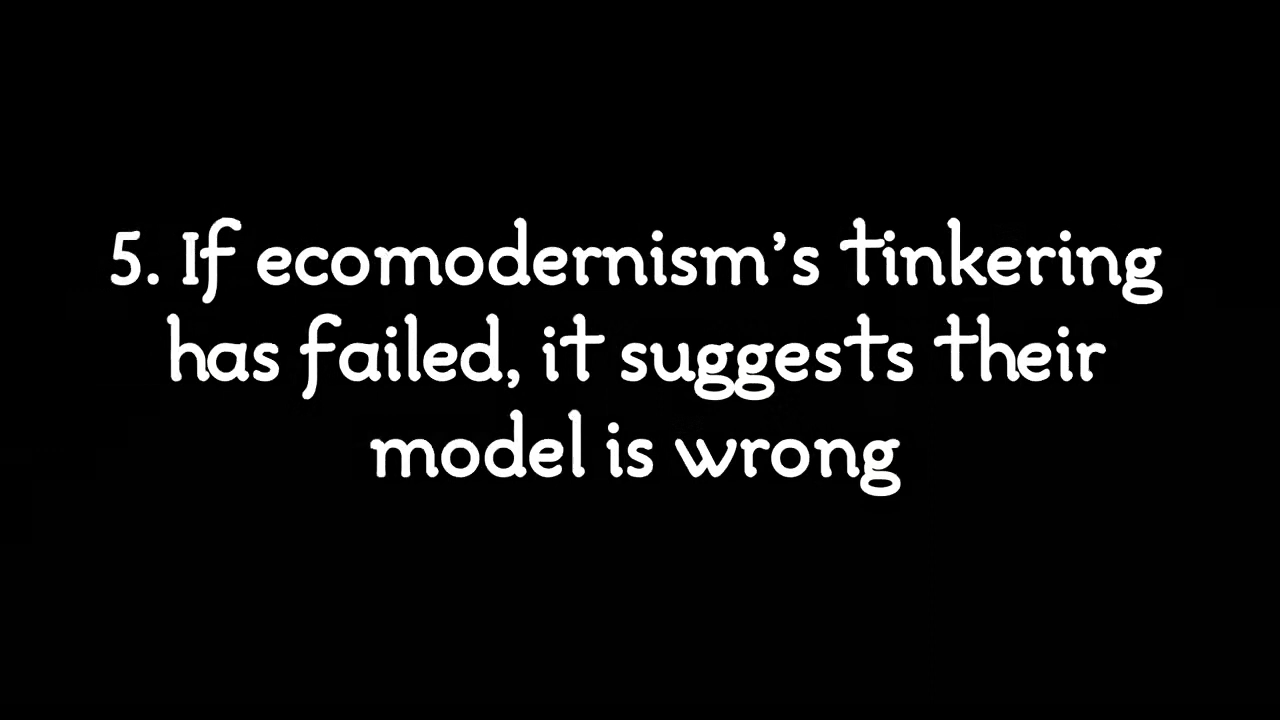 5. If ecomodernism’s tinkering
has failed, it suggests their
model is wrong